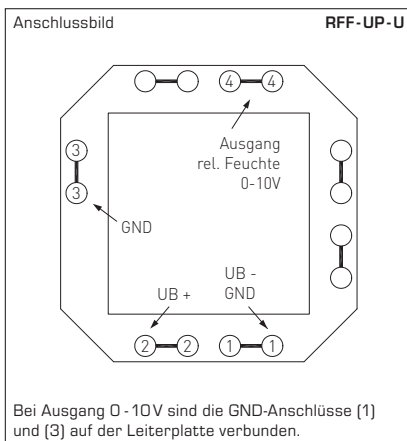 Anschlussbild RFF-UP-U
4 4
Ausgang
rel. Feuchte
0-10V
3
3
GND
UB -
GND
UB +
2 2 1 1
Bei Ausgang 0-10V sind die GND-Anschlüsse (1)
und (3) auf der Leiterplatte verbunden.